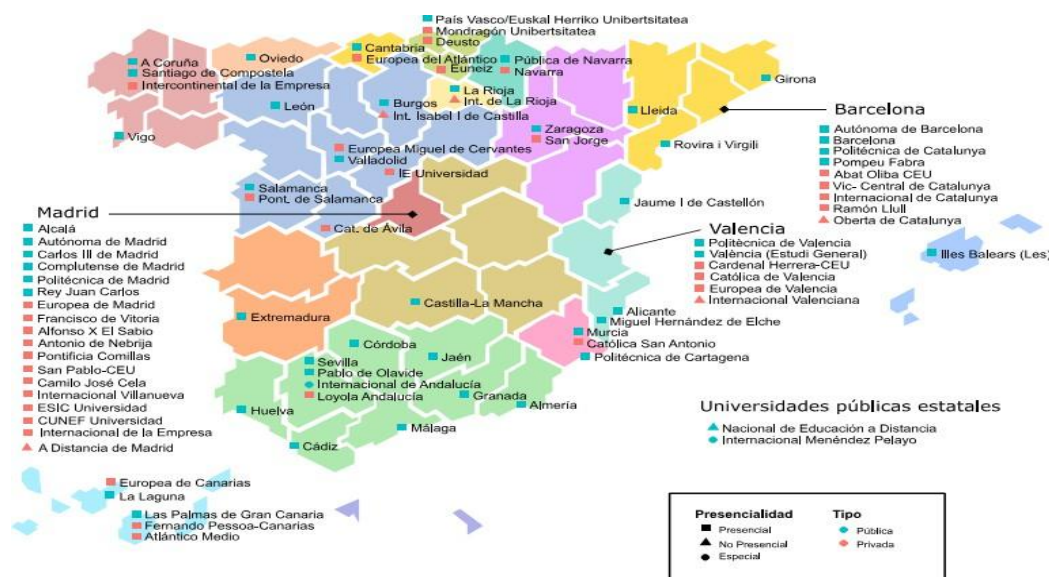 País Vasco/Euskal Herriko Unibertsitatea
Mondragón Unibertsitatea
Deusto
Cantabria
Europea del Atlántico
Euneiz
Pública de Navarra
Navarra
A Coruña
Santiago de Compostela
Intercontinental de la Empresa
Vigo
Oviedo
León
Burgos
Int. Isabel I de Castilla
La Rioja
Int. de La Rioja
Europea Miguel de Cervantes
Valladolid
IE Universidad
Salamanca
Pont. de Salamanca
Cat. de Ávila
Zaragoza
San Jorge
Lleida
Girona
Rovira i Virgili
Barcelona
Autónoma de Barcelona
Barcelona
Politécnica de Catalunya
Pompeu Fabra
Abat Oliba CEU
Vic- Central de Catalunya
Internacional de Catalunya
Ramón Llull
Oberta de Catalunya
Jaume I de Castellón
Valencia
Politècnica de Valencia
València (Estudi General)
Cardenal Herrera-CEU
Católica de Valencia
Europea de Valencia
Internacional Valenciana
Illes Balears (Les)
Madrid
Alcalá
Autónoma de Madrid
Carlos III de Madrid
Complutense de Madrid
Politécnica de Madrid
Rey Juan Carlos
Europea de Madrid
Francisco de Vitoria
Alfonso X El Sabio
Antonio de Nebrija
Pontificia Comillas
San Pablo-CEU
Camilo José Cela
Internacional Villanueva
ESIC Universidad
CUNEF Universidad
Internacional de la Empresa
A Distancia de Madrid
Extremadura
Castilla-La Mancha
Alicante
Miguel Hernández de Elche
Murcia
Católica San Antonio
Politécnica de Cartagena
Córdoba
Jaén
Sevilla
Pablo de Olavide
Internacional de Andalucía
Loyola Andalucía
Granada
Almería
Huelva
Málaga
Cádiz
Europea de Canarias
La Laguna
Las Palmas de Gran Canaria
Fernando Pessoa-Canarias
Atlántico Medio
Universidades públicas estatales
Nacional de Educación a Distancia
Internacional Menéndez Pelayo
Presencialidad
Presencial
No Presencial
Especial
Tipo
Pública
Privada